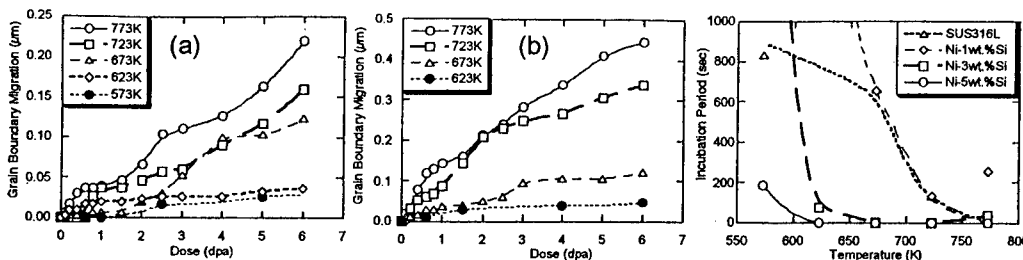 0.25
0.20
0.15
0.10
0.05
0.00
Grain Boundary Migration (μm)
773K
723K
673K
623K
573K
(a)
0 1 2 3 4 5 6 7
Dose (dpa)
0.5
0.4
0.3
0.2
0.1
0.0
Grain Boundary Migration (μm)
773K
723K
673K
623K
(b)
0 1 2 3 4 5 6 7
Dose (dpa)
1000
800
600
400
200
0
Incubation Period (sec)
SUS316L
Ni-1wt.%Si
Ni-3wt.%Si
Ni-5wt.%Si
550 600 650 700 750 800
Temperature (K)